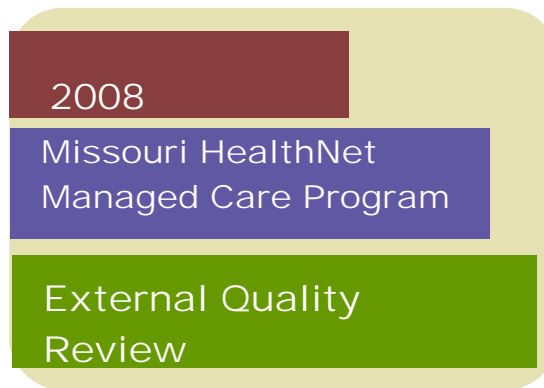 2008
Missouri HealthNet
Managed Care Program
External Quality
Review